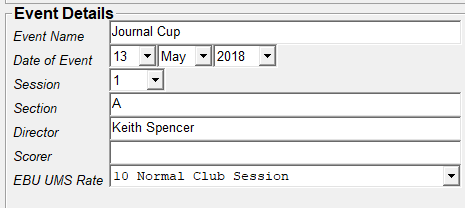 Event Details
Event Name Journal Cup
Date of Event 13 May 2018
Session 1
Section A
Director Keith Spencer
Scorer
EBU UMS Rate 10 Normal Club Session